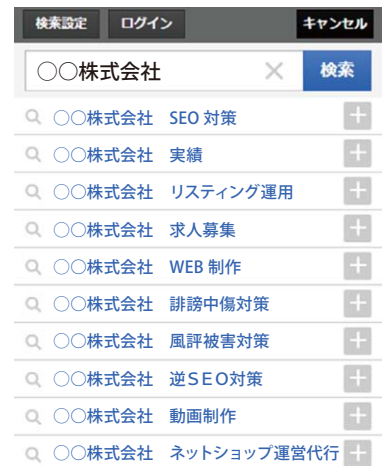 検索設定 ログイン キャンセル
○○株式会社 × 検索
○○株式会社 SEO 対策
○○株式会社 実績
○○株式会社 リスティング運用
○○株式会社 求人募集
○○株式会社 WEB 制作
○○株式会社 誹謗中傷対策
○○株式会社 風評被害対策
○○株式会社 逆ＳＥＯ対策
○○株式会社 動画制作
○○株式会社 ネットショップ運営代行